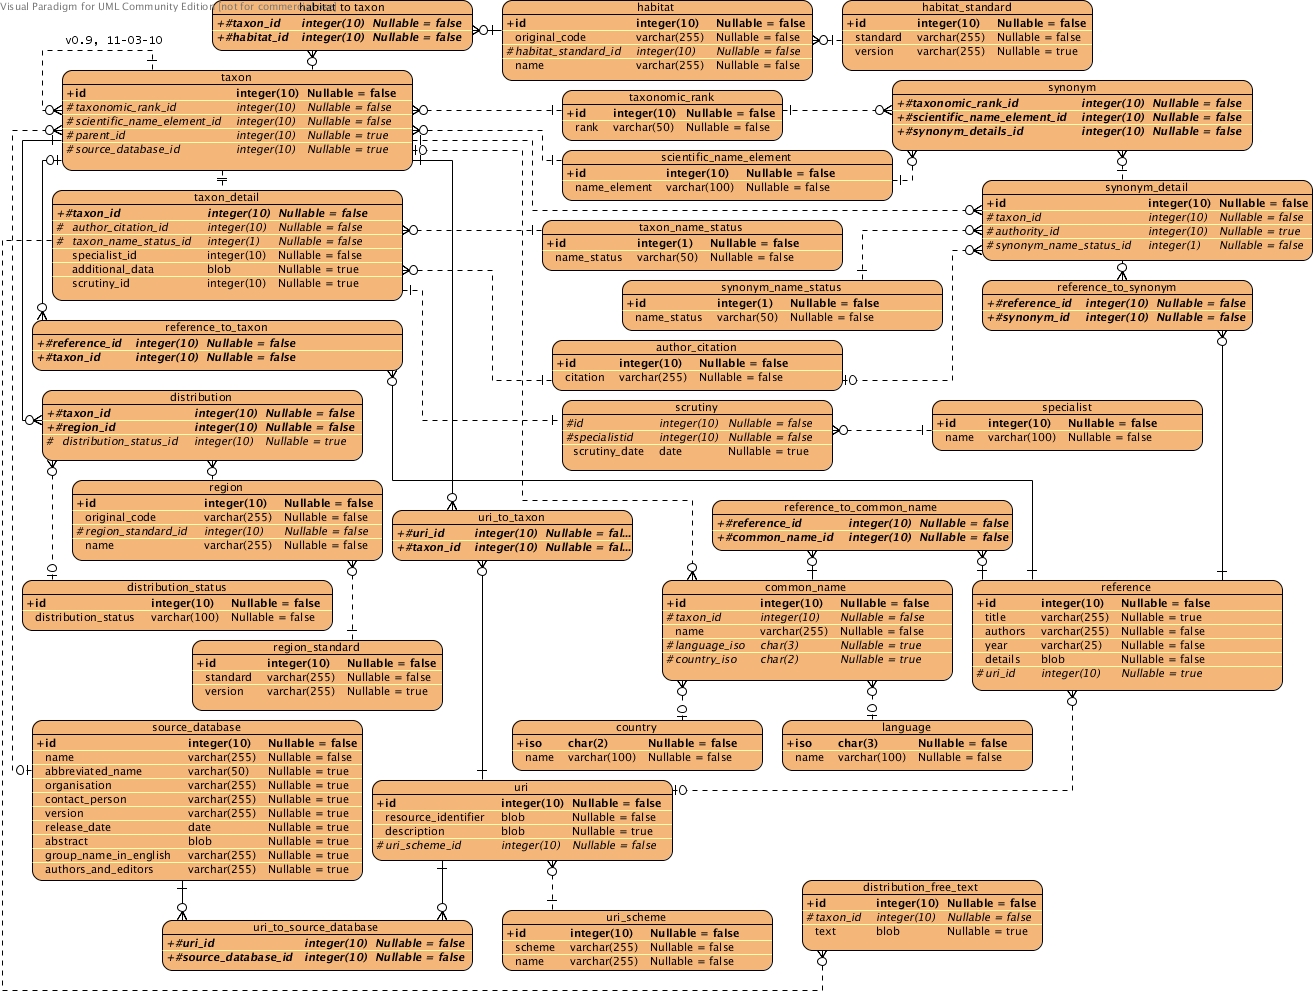 Visual Paradigm for UML Community Edition [not for commercial use]
habitat to taxon
+#taxon_id integer(10) Nullable = false
+#habitat_id integer(10) Nullable = false
habitat
+id integer(10) Nullable = false
original_code varchar(255) Nullable = false
#habitat_standard_id integer(10) Nullable = false
name varchar(255) Nullable = false
habitat_standard
+id integer(10) Nullable = false
standard varchar(255) Nullable = false
version varchar(255) Nullable = true
v0.9, 11-03-10
taxon
+id integer(10) Nullable = false
#taxonomic_rank_id integer(10) Nullable = false
#scientific_name_element_id integer(10) Nullable = false
#parent_id integer(10) Nullable = true
#source_database_id integer(10) Nullable = true
taxonomic_rank
+id integer(10) Nullable = false
rank varchar(50) Nullable = false
synonym
+#taxonomic_rank_id integer(10) Nullable = false
+#scientific_name_element_id integer(10) Nullable = false
+#synonym_details_id integer(10) Nullable = false
scientific_name_element
+id integer(10) Nullable = false
name_element varchar(100) Nullable = false
taxon_detail
+#taxon_id integer(10) Nullable = false
# author_citation_id integer(10) Nullable = false
# taxon_name_status_id integer(1) Nullable = false
specialist_id integer(10) Nullable = false
additional_data blob Nullable = true
scrutiny_id integer(10) Nullable = true
synonym_detail
+id integer(10) Nullable = false
#taxon_id integer(10) Nullable = false
#authority_id integer(10) Nullable = true
#synonym_name_status_id integer(1) Nullable = false
taxon_name_status
+id integer(1) Nullable = false
name_status varchar(50) Nullable = false
synonym_name_status
+id integer(1) Nullable = false
name_status varchar(50) Nullable = false
reference_to_synonym
+#reference_id integer(10) Nullable = false
+#synonym_id integer(10) Nullable = false
reference_to_taxon
+#reference_id integer(10) Nullable = false
+#taxon_id integer(10) Nullable = false
author_citation
+id integer(10) Nullable = false
citation varchar(255) Nullable = false
distribution
+#taxon_id integer(10) Nullable = false
+#region_id integer(10) Nullable = false
# distribution_status_id integer(10) Nullable = true
scrutiny
#id integer(10) Nullable = false
#specialistid integer(10) Nullable = false
scrutiny_date date Nullable = true
specialist
+id integer(10) Nullable = false
name varchar(100) Nullable = false
region
+id integer(10) Nullable = false
original_code varchar(255) Nullable = false
#region_standard_id integer(10) Nullable = false
name varchar(255) Nullable = false
uri_to_taxon
+#uri_id integer(10) Nullable = fal...
+#taxon_id integer(10) Nullable = fal...
reference_to_common_name
+#reference_id integer(10) Nullable = false
+#common_name_id integer(10) Nullable = false
distribution_status
+id integer(10) Nullable = false
distribution_status varchar(100) Nullable = false
common_name
+id integer(10) Nullable = false
#taxon_id integer(10) Nullable = false
name varchar(255) Nullable = false
#language_iso char(3) Nullable = true
#country_iso char(2) Nullable = true
reference
+id integer(10) Nullable = false
title varchar(255) Nullable = true
authors varchar(255) Nullable = false
year varchar(25) Nullable = true
details blob Nullable = false
#uri_id integer(10) Nullable = true
region_standard
+id integer(10) Nullable = false
standard varchar(255) Nullable = false
version varchar(255) Nullable = true
source_database
+id integer(10) Nullable = false
name varchar(255) Nullable = false
abbreviated_name varchar(50) Nullable = true
organisation varchar(255) Nullable = true
contact_person varchar(255) Nullable = true
version varchar(255) Nullable = true
release_date date Nullable = true
abstract blob Nullable = true
group_name_in_english varchar(255) Nullable = true
authors_and_editors varchar(255) Nullable = true
country
+iso char(2) Nullable = false
name varchar(100) Nullable = false
language
+iso char(3) Nullable = false
name varchar(100) Nullable = false
uri
+id integer(10) Nullable = false
resource_identifier blob Nullable = false
description blob Nullable = true
#uri_scheme_id integer(10) Nullable = false
uri_to_source_database
+#uri_id integer(10) Nullable = false
+#source_database_id integer(10) Nullable = false
uri_scheme
+id integer(10) Nullable = false
scheme varchar(255) Nullable = false
name varchar(255) Nullable = false
distribution_free_text
+id integer(10) Nullable = false
#taxon_id integer(10) Nullable = false
text blob Nullable = true